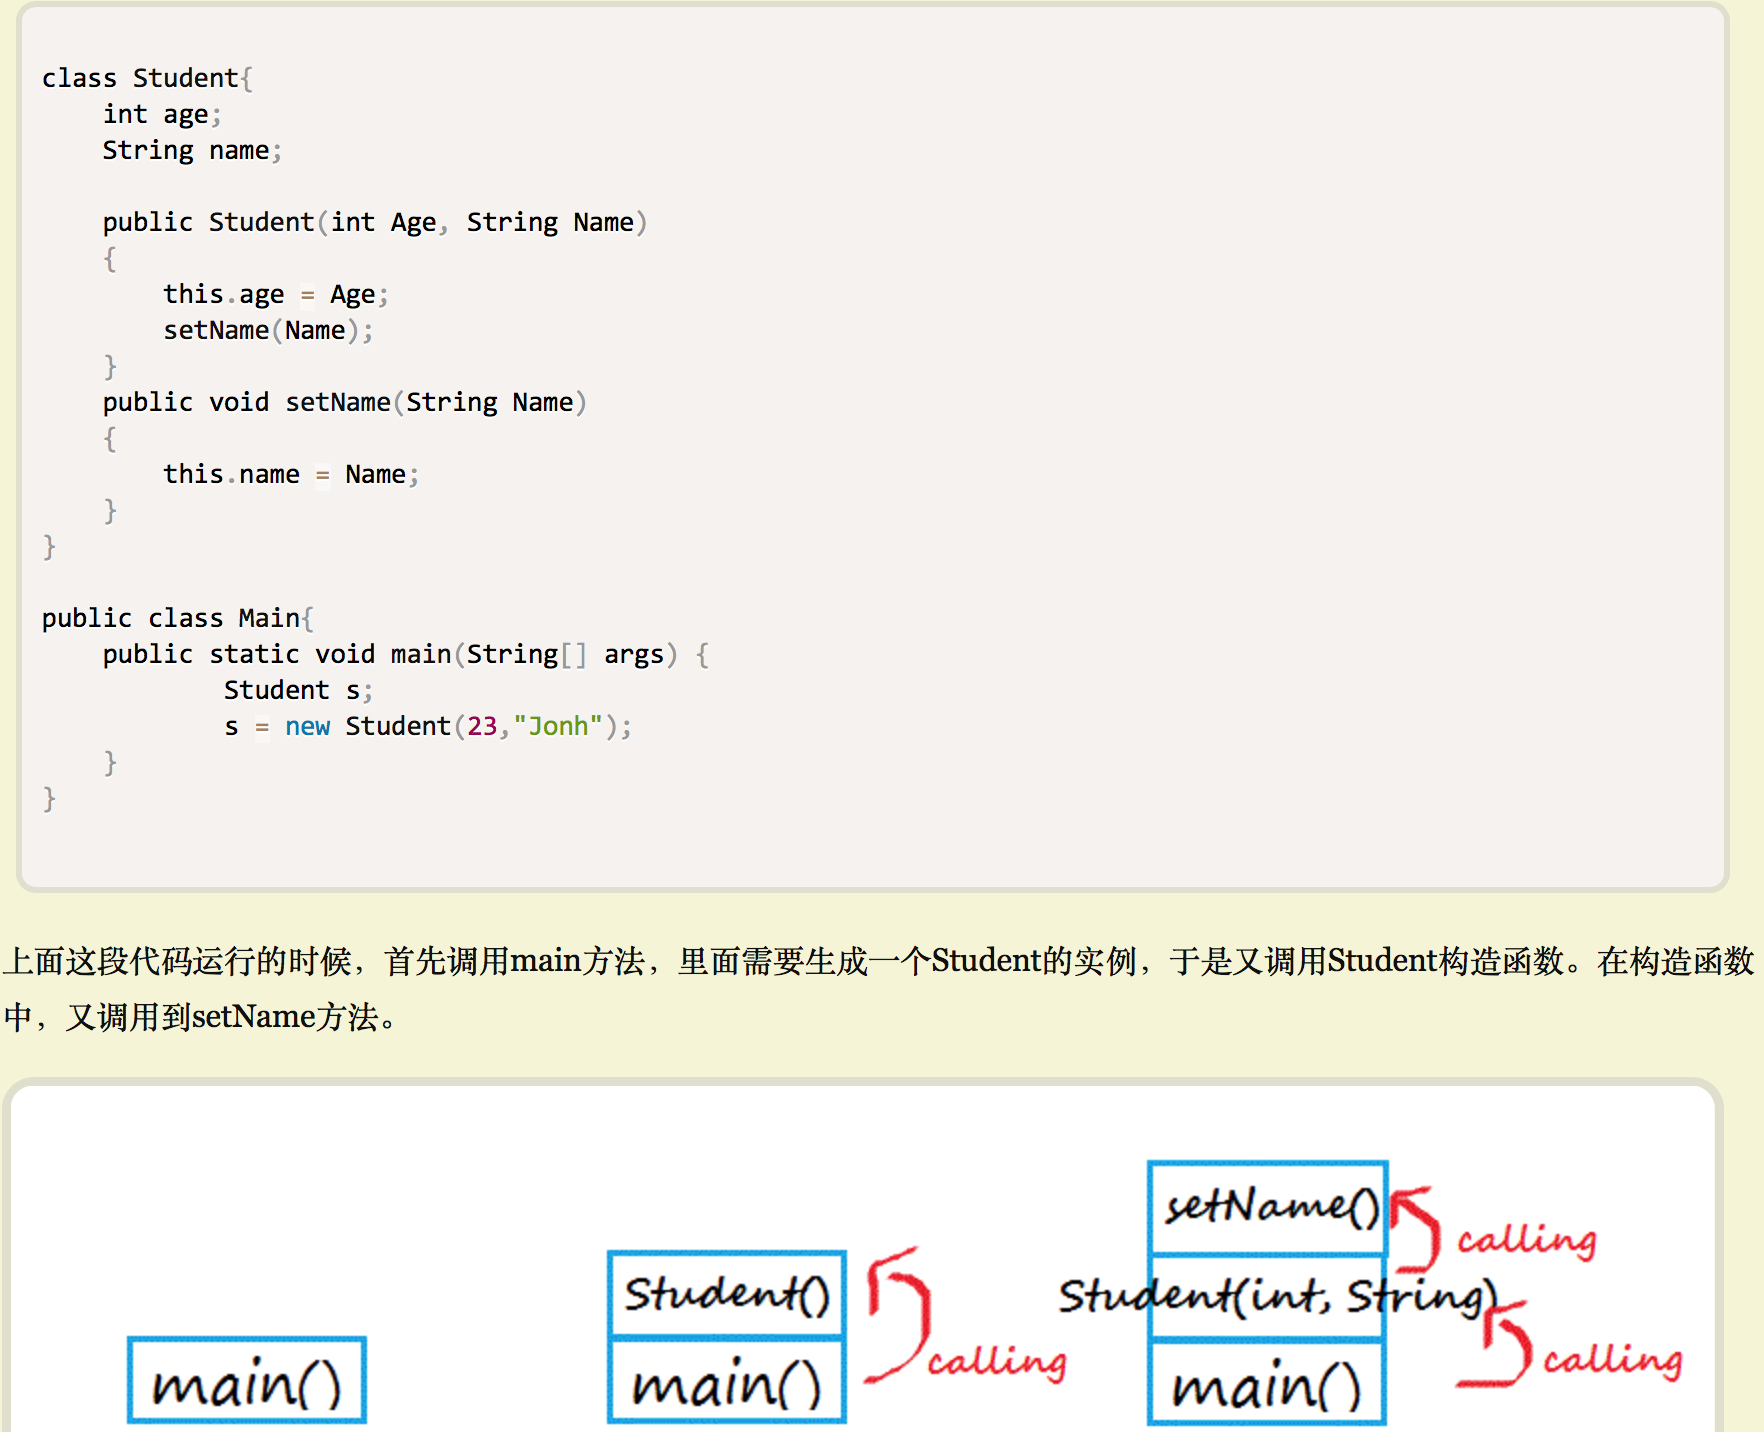 class Student{
    int age;
    String name;

    public Student(int Age, String Name)
    {
        this.age = Age;
        setName(Name);
    }
    public void setName(String Name)
    {
        this.name = Name;
    }
}

public class Main{
    public static void main(String[] args) {
            Student s;
            s = new Student(23,"Jonh");
    }
}
上面这段代码运行的时候，首先调用main方法，里面需要生成一个Student的实例，于是又调用Student构造函数。在构造函数
中，又调用到setName方法。
main()
Student()
main()
calling
setName()
calling
Student(int, String)
main()
calling